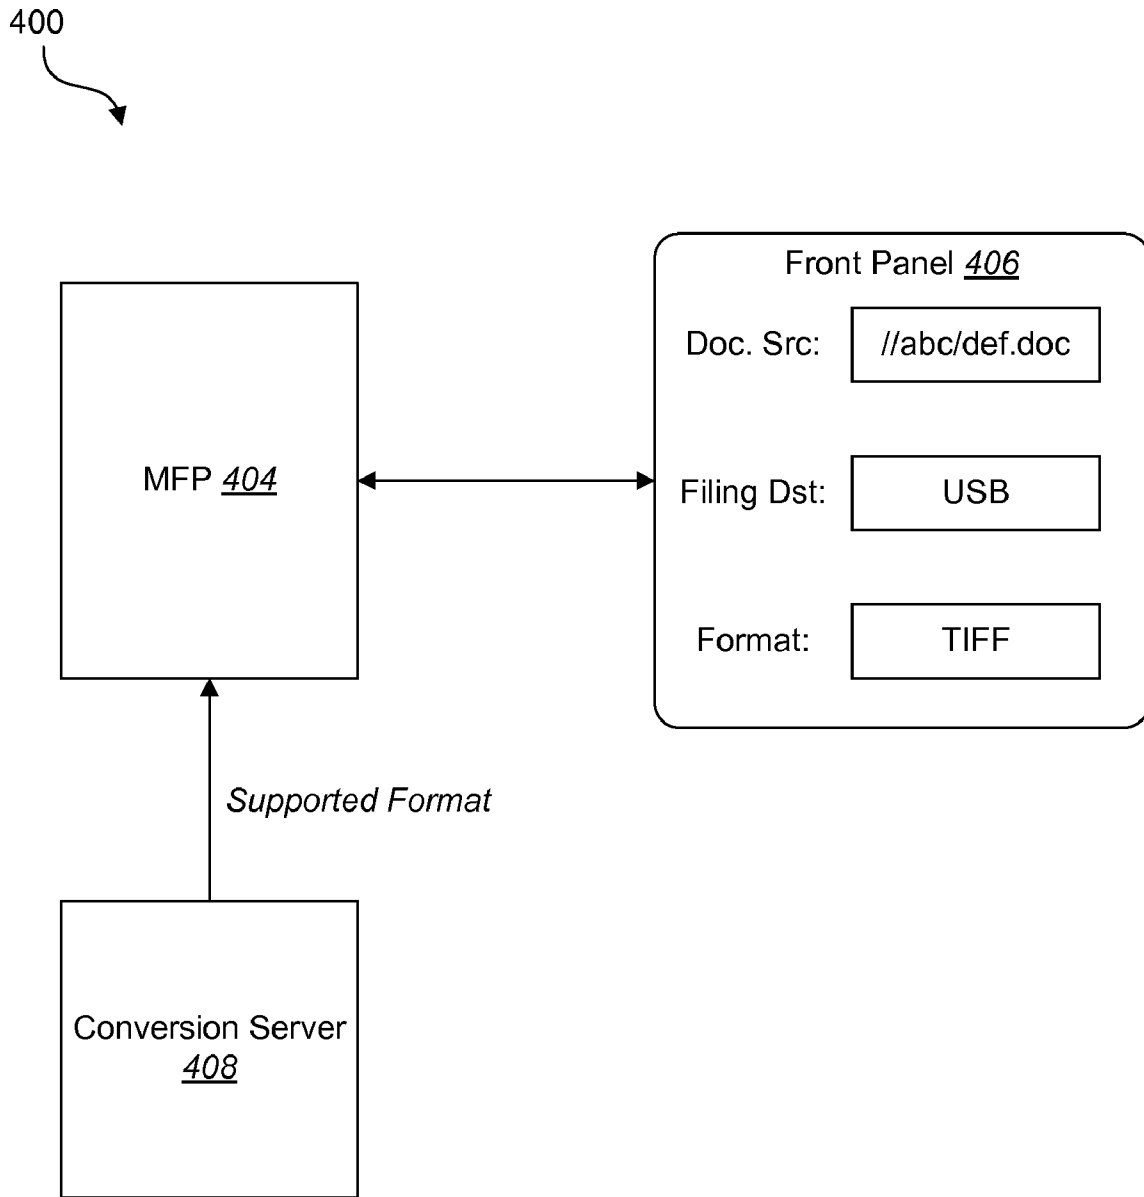 400
Front Panel 406
Doc. Src: //abc/def.doc
MFP 404
Filing Dst: USB
Format: TIFF
Supported Format
Conversion Server
408